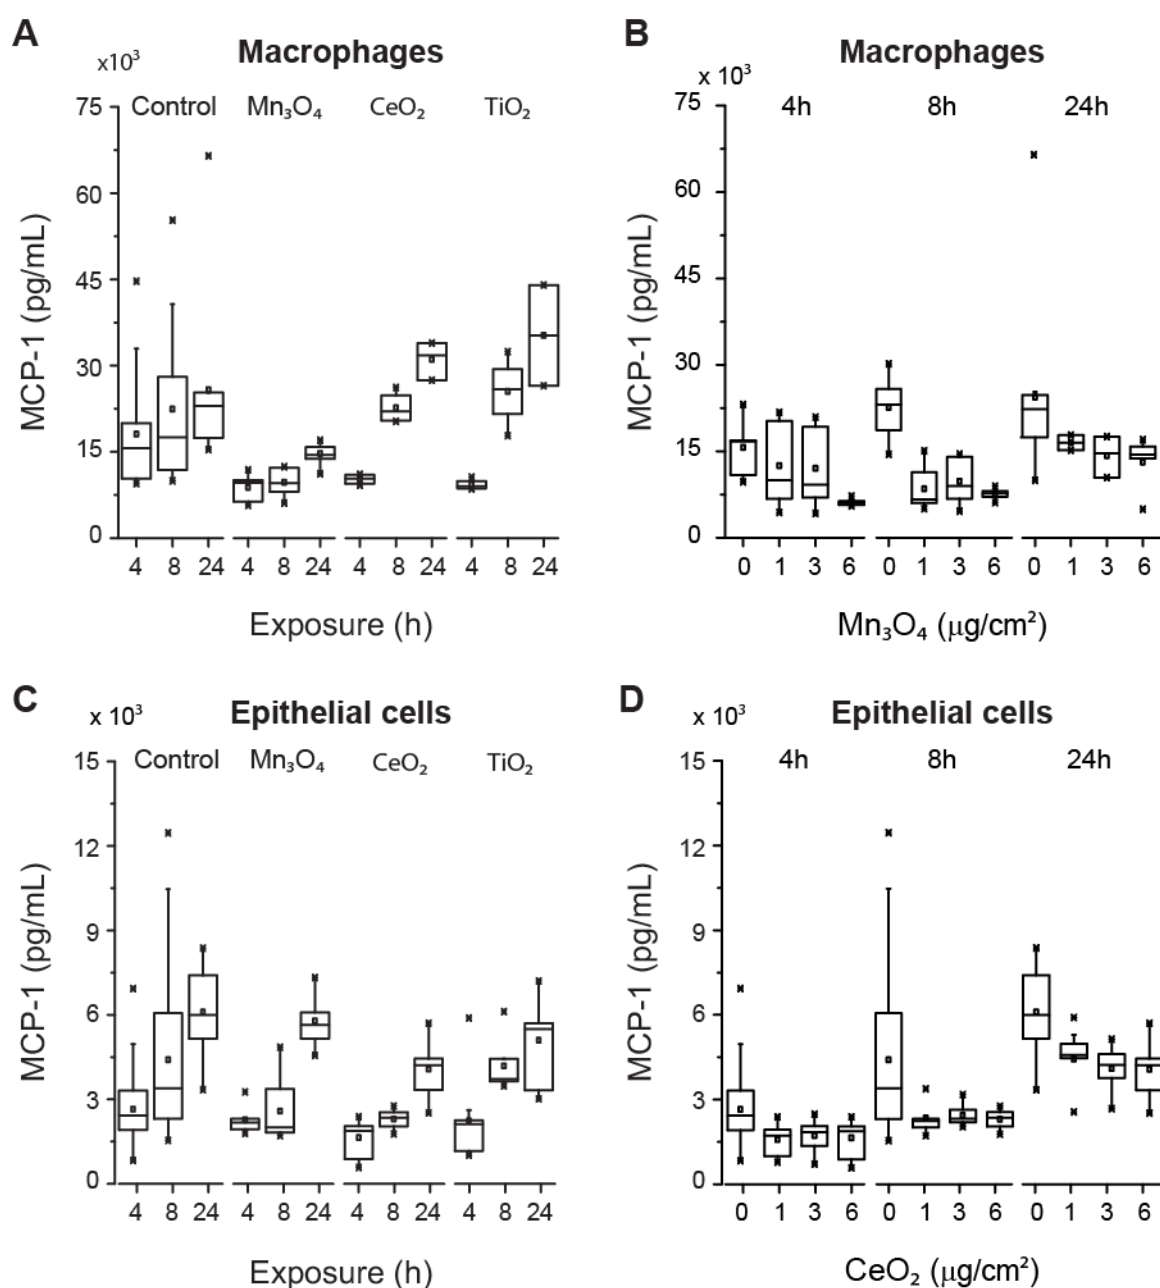 A
Macrophages
x10³
MCP-1 (pg/mL)
75
60
45
30
15
0
Control
Mn₃O₄
CeO₂
TiO₂
4 8 24 4 8 24 4 8 24 4 8 24
Exposure (h)
B
Macrophages
x 10³
MCP-1 (pg/mL)
75
60
45
30
15
0
4h
8h
24h
0 1 3 6 0 1 3 6 0 1 3 6
Mn₃O₄ (μg/cm²)
C
Epithelial cells
x 10³
MCP-1 (pg/mL)
15
12
9
6
3
0
Control
Mn₃O₄
CeO₂
TiO₂
4 8 24 4 8 24 4 8 24 4 8 24
Exposure (h)
D
Epithelial cells
x 10³
MCP-1 (pg/mL)
15
12
9
6
3
0
4h
8h
24h
0 1 3 6 0 1 3 6 0 1 3 6
CeO₂ (μg/cm²)